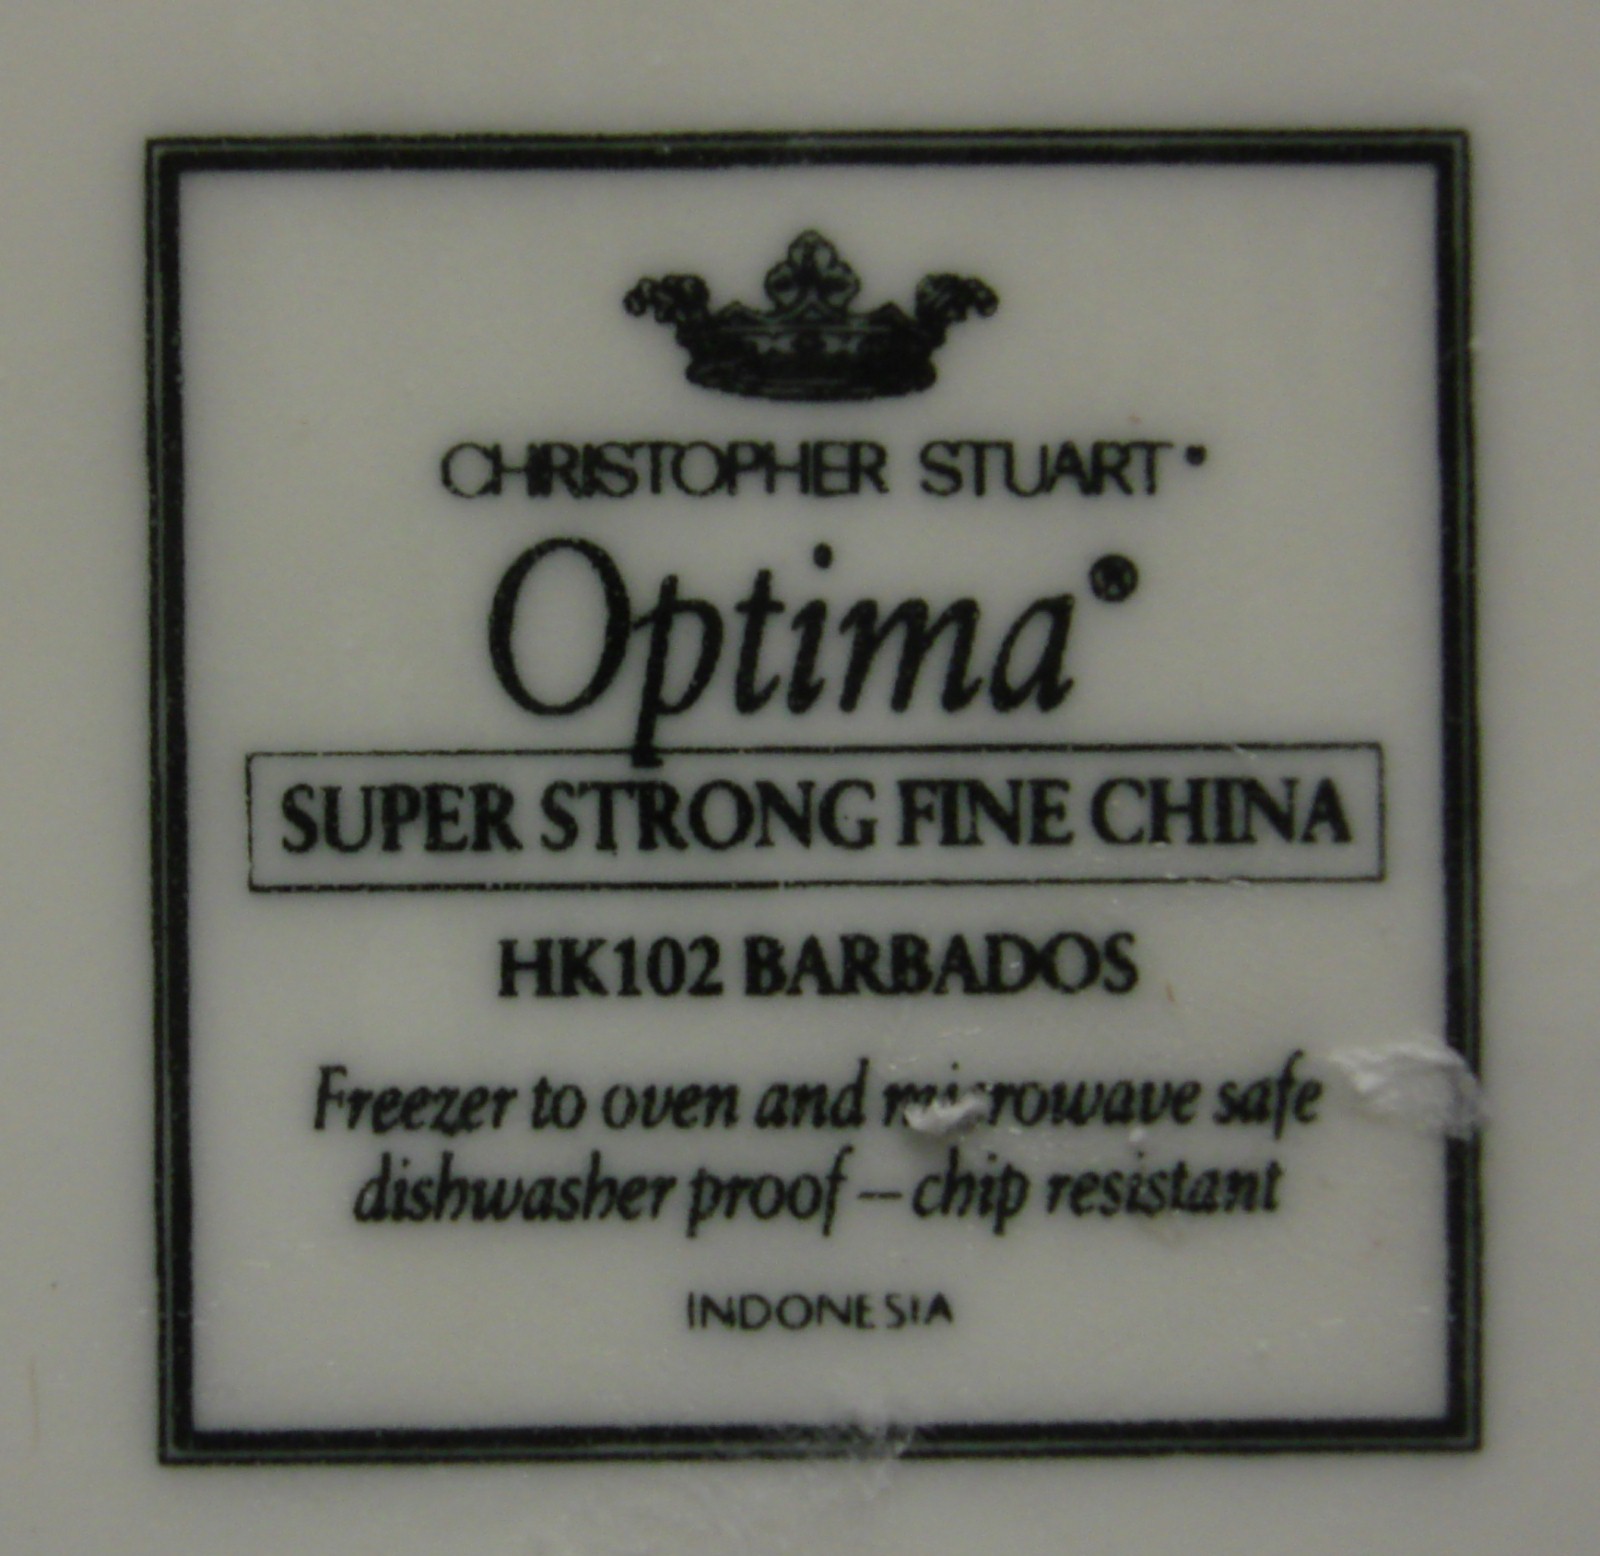 CHRISTOPHER STUART
Optima®
SUPER STRONG FINE CHINA
HK102 BARBADOS
Freezer to oven and microwave safe
dishwasher proof – chip resistant
INDONESIA